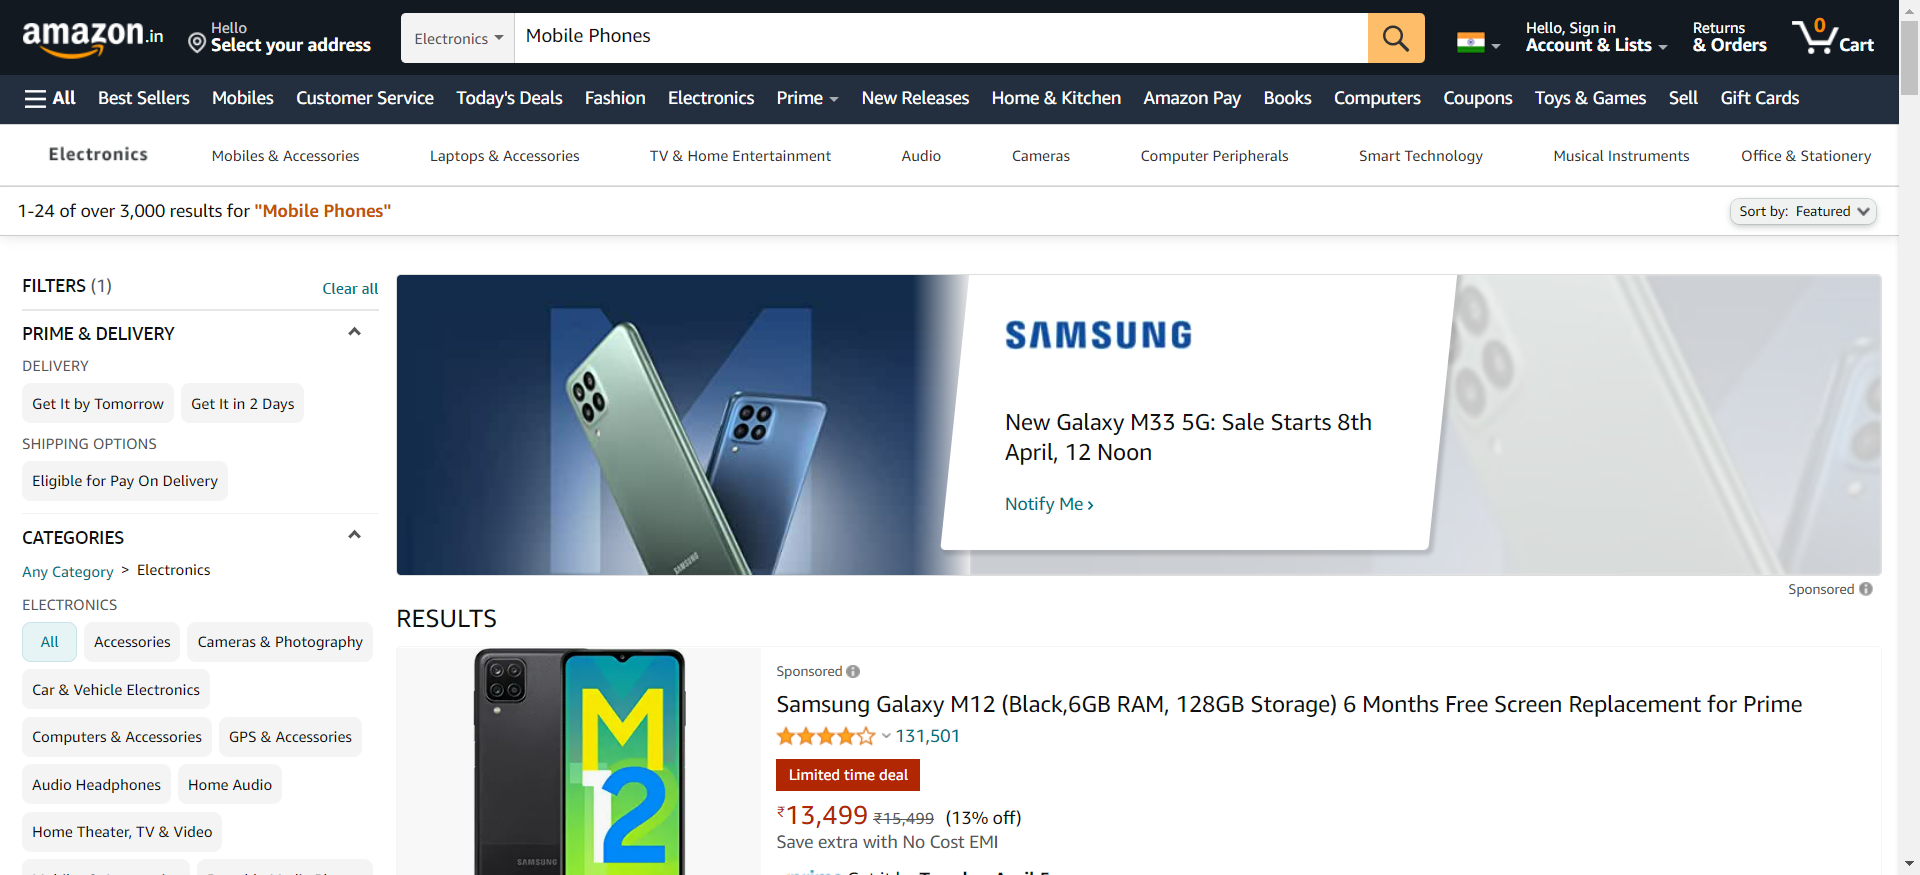 amazon.in
Hello
Select your address
Electronics
Mobile Phones
Hello, Sign in
Account & Lists
Returns
& Orders
0
Cart
All Best Sellers Mobiles Customer Service Today's Deals Fashion Electronics Prime New Releases Home & Kitchen Amazon Pay Books Computers Coupons Toys & Games Sell Gift Cards
Electronics Mobiles & Accessories Laptops & Accessories TV & Home Entertainment Audio Cameras Computer Peripherals Smart Technology Musical Instruments Office & Stationery
1-24 of over 3,000 results for "Mobile Phones"
Sort by: Featured
FILTERS (1)
Clear all
PRIME & DELIVERY
DELIVERY
Get It by Tomorrow Get It in 2 Days
SHIPPING OPTIONS
Eligible for Pay On Delivery
CATEGORIES
Any Category > Electronics
ELECTRONICS
All Accessories Cameras & Photography
Car & Vehicle Electronics
Computers & Accessories GPS & Accessories
Audio Headphones Home Audio
Home Theater, TV & Video
SAMSUNG
SAMSUNG
New Galaxy M33 5G: Sale Starts 8th
April, 12 Noon
Notify Me ›
Sponsored
RESULTS
M
12
SAMSUNG
Sponsored
Samsung Galaxy M12 (Black,6GB RAM, 128GB Storage) 6 Months Free Screen Replacement for Prime
131,501
Limited time deal
₹13,499 ₹15,499 (13% off)
Save extra with No Cost EMI